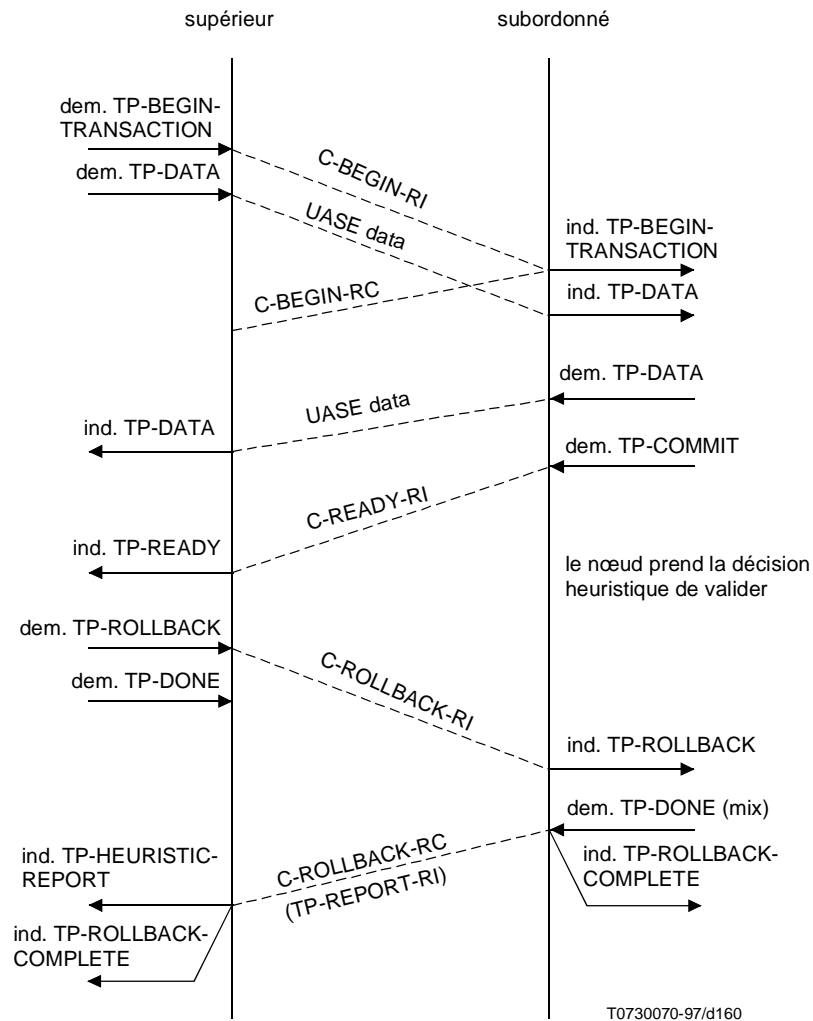 supérieur
subordonné
dem. TP-BEGIN-
TRANSACTION
dem. TP-DATA
C-BEGIN-RI
UASE data
ind. TP-BEGIN-
TRANSACTION
C-BEGIN-RC
ind. TP-DATA
dem. TP-DATA
UASE data
ind. TP-DATA
dem. TP-COMMIT
C-READY-RI
ind. TP-READY
le nœud prend la décision
heuristique de valider
dem. TP-ROLLBACK
C-ROLLBACK-RI
dem. TP-DONE
ind. TP-ROLLBACK
dem. TP-DONE (mix)
C-ROLLBACK-RC
(TP-REPORT-RI)
ind. TP-HEURISTIC-
REPORT
ind. TP-ROLLBACK-
COMPLETE
ind. TP-ROLLBACK-
COMPLETE
T0730070-97/d160